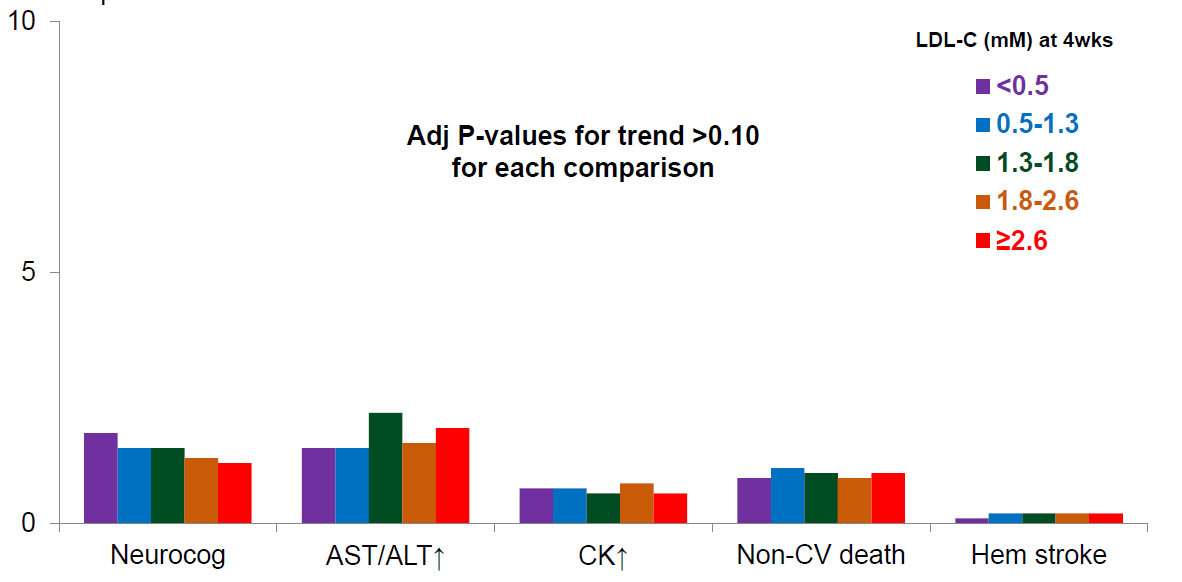 10
LDL-C (mM) at 4wks
<0.5
0.5-1.3
Adj P-values for trend >0.10
for each comparison
1.3-1.8
1.8-2.6
≥2.6
5
0
Neurocog
AST/ALT↑
CK↑
Non-CV death
Hem stroke